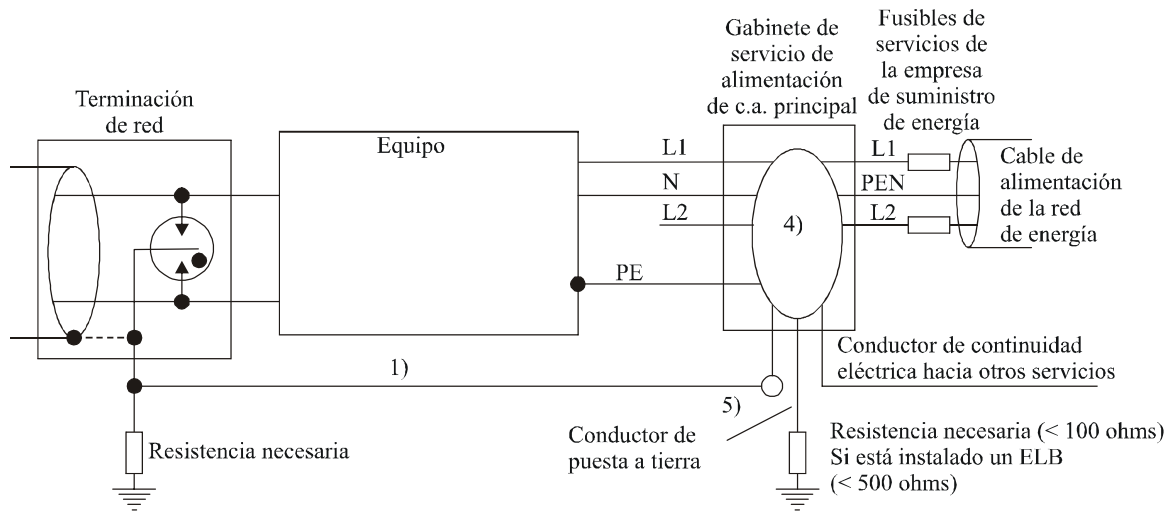 Terminación
de red
Equipo
Gabinete de
servicio de
alimentación
de c.a. principal
Fusibles de
servicios de
la empresa
de suministro
de energía
L1
N
L2
PE
4)
L1
PEN
L2
Cable de
alimentación
de la red
de energía
Conductor de continuidad
eléctrica hacia otros servicios
1)
5)
Conductor de
puesta a tierra
Resistencia necesaria
Resistencia necesaria (< 100 ohms)
Si está instalado un ELB
(< 500 ohms)